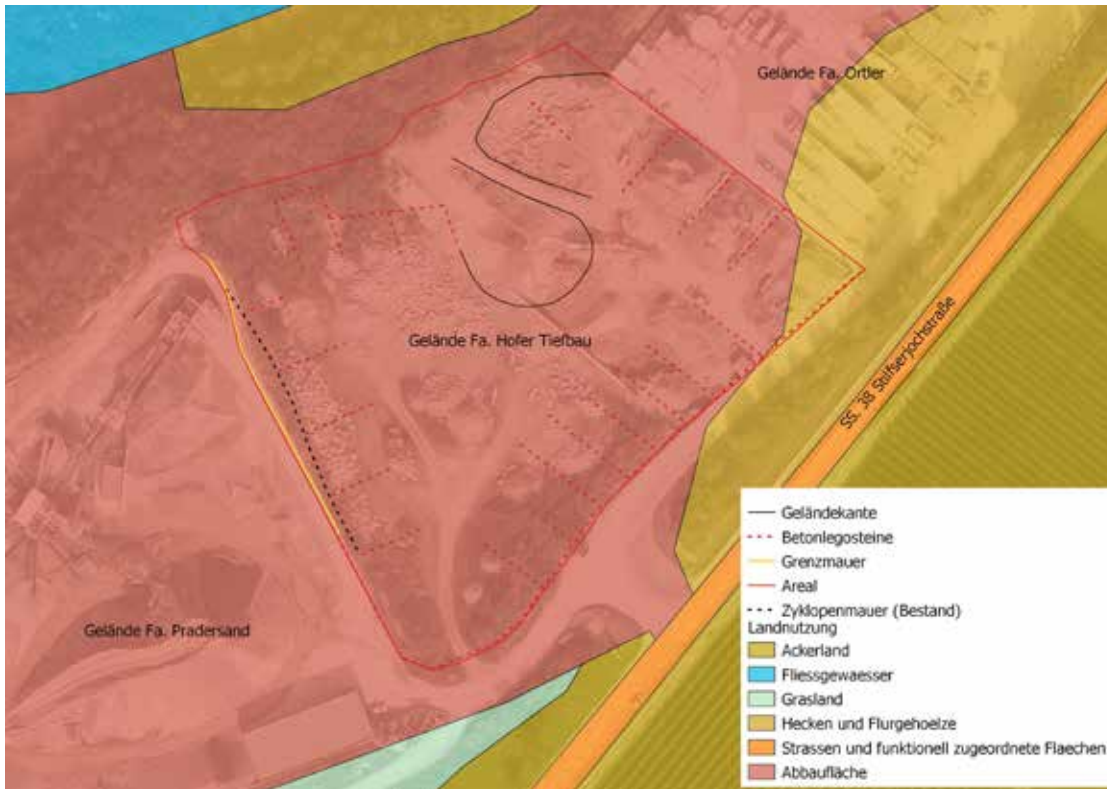 Gelände Fa. Ortler
Gelände Fa. Hofer Tiefbau
SS. 38 Stilfserjochstraße
Gelände Fa. Pradersand
Geländekante
Betonlegosteine
Grenzmauer
Areal
Zyklopenmauer (Bestand)
Landnutzung
Ackerland
Fliessgewaesser
Grasland
Hecken und Flurgehoelze
Strassen und funktionell zugeordnete Flaechen
Abbaufläche